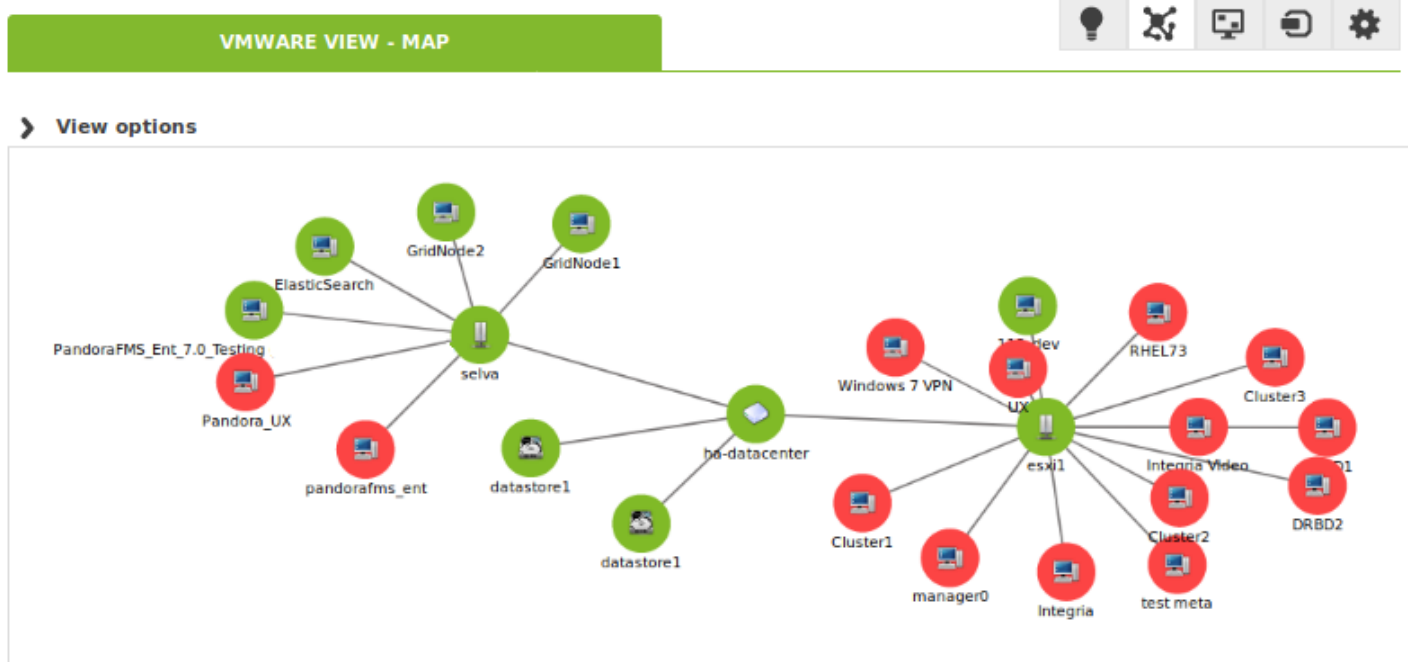 VMWARE VIEW - MAP
View options
GridNode2
GridNode1
ElasticSearch
PandoraFMS_Ent_7.0_Testing
selva
Pandora_UX
pandorafms_ent
datastore1
datastore1
ha-datacenter
Windows 7 VPN
UX
RHEL73
Cluster3
esxi1
Integria Video
DRBD2
Cluster1
Cluster2
manager0
Integria
test meta